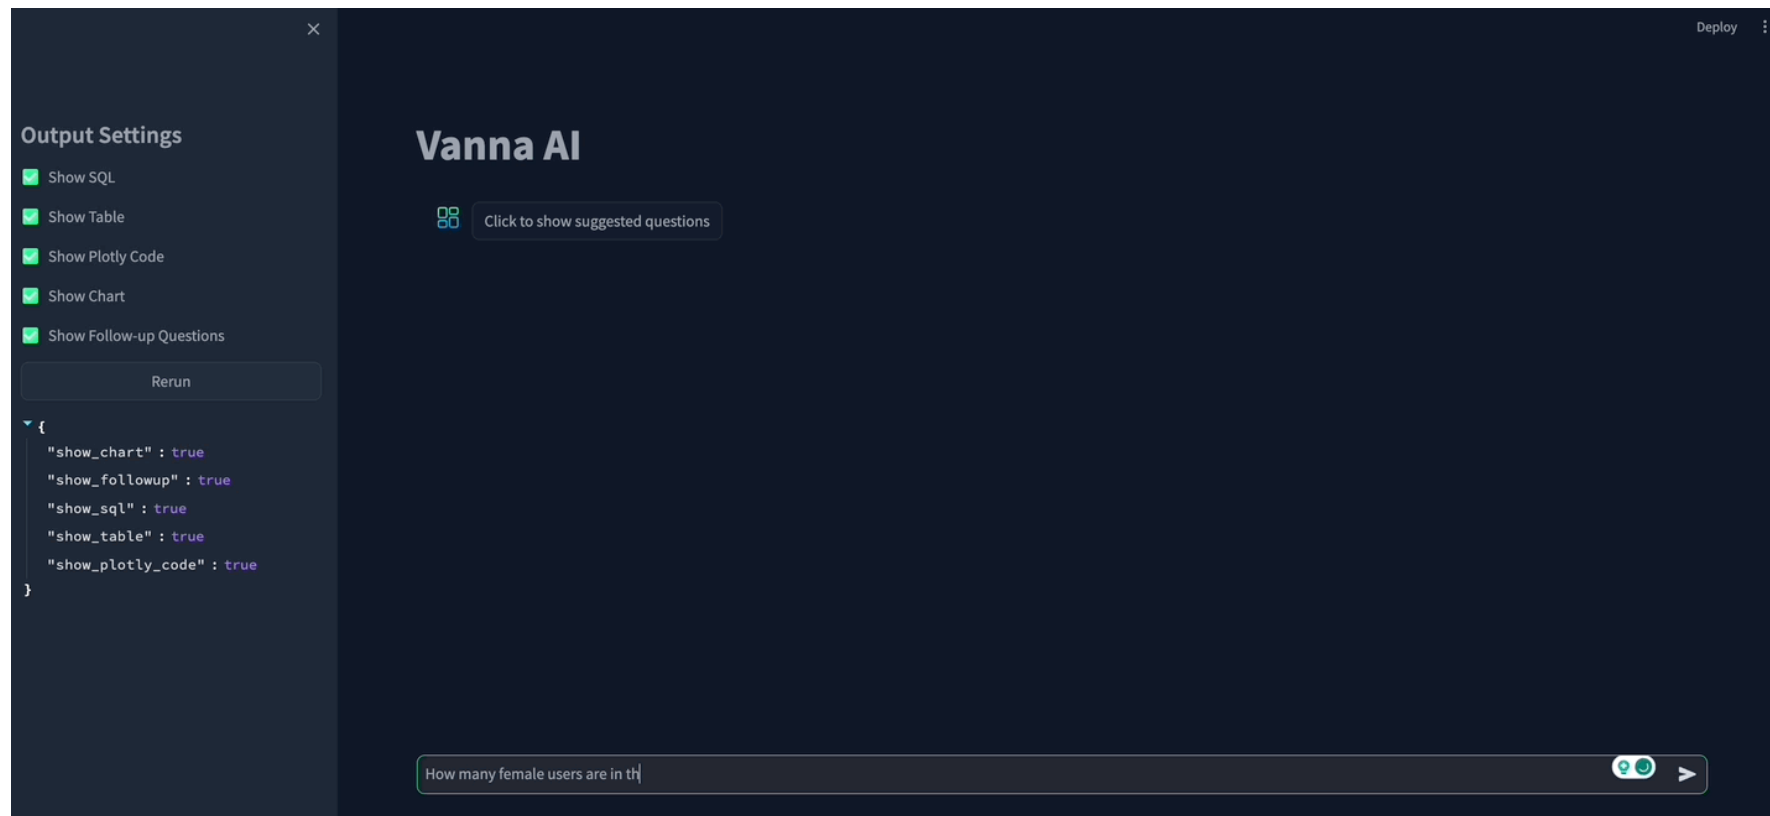 Deploy
Output Settings
Show SQL
Show Table
Show Plotly Code
Show Chart
Show Follow-up Questions
Rerun
{
"show_chart" : true
"show_followup" : true
"show_sql" : true
"show_table" : true
"show_plotly_code" : true
}
Vanna AI
Click to show suggested questions
How many female users are in th